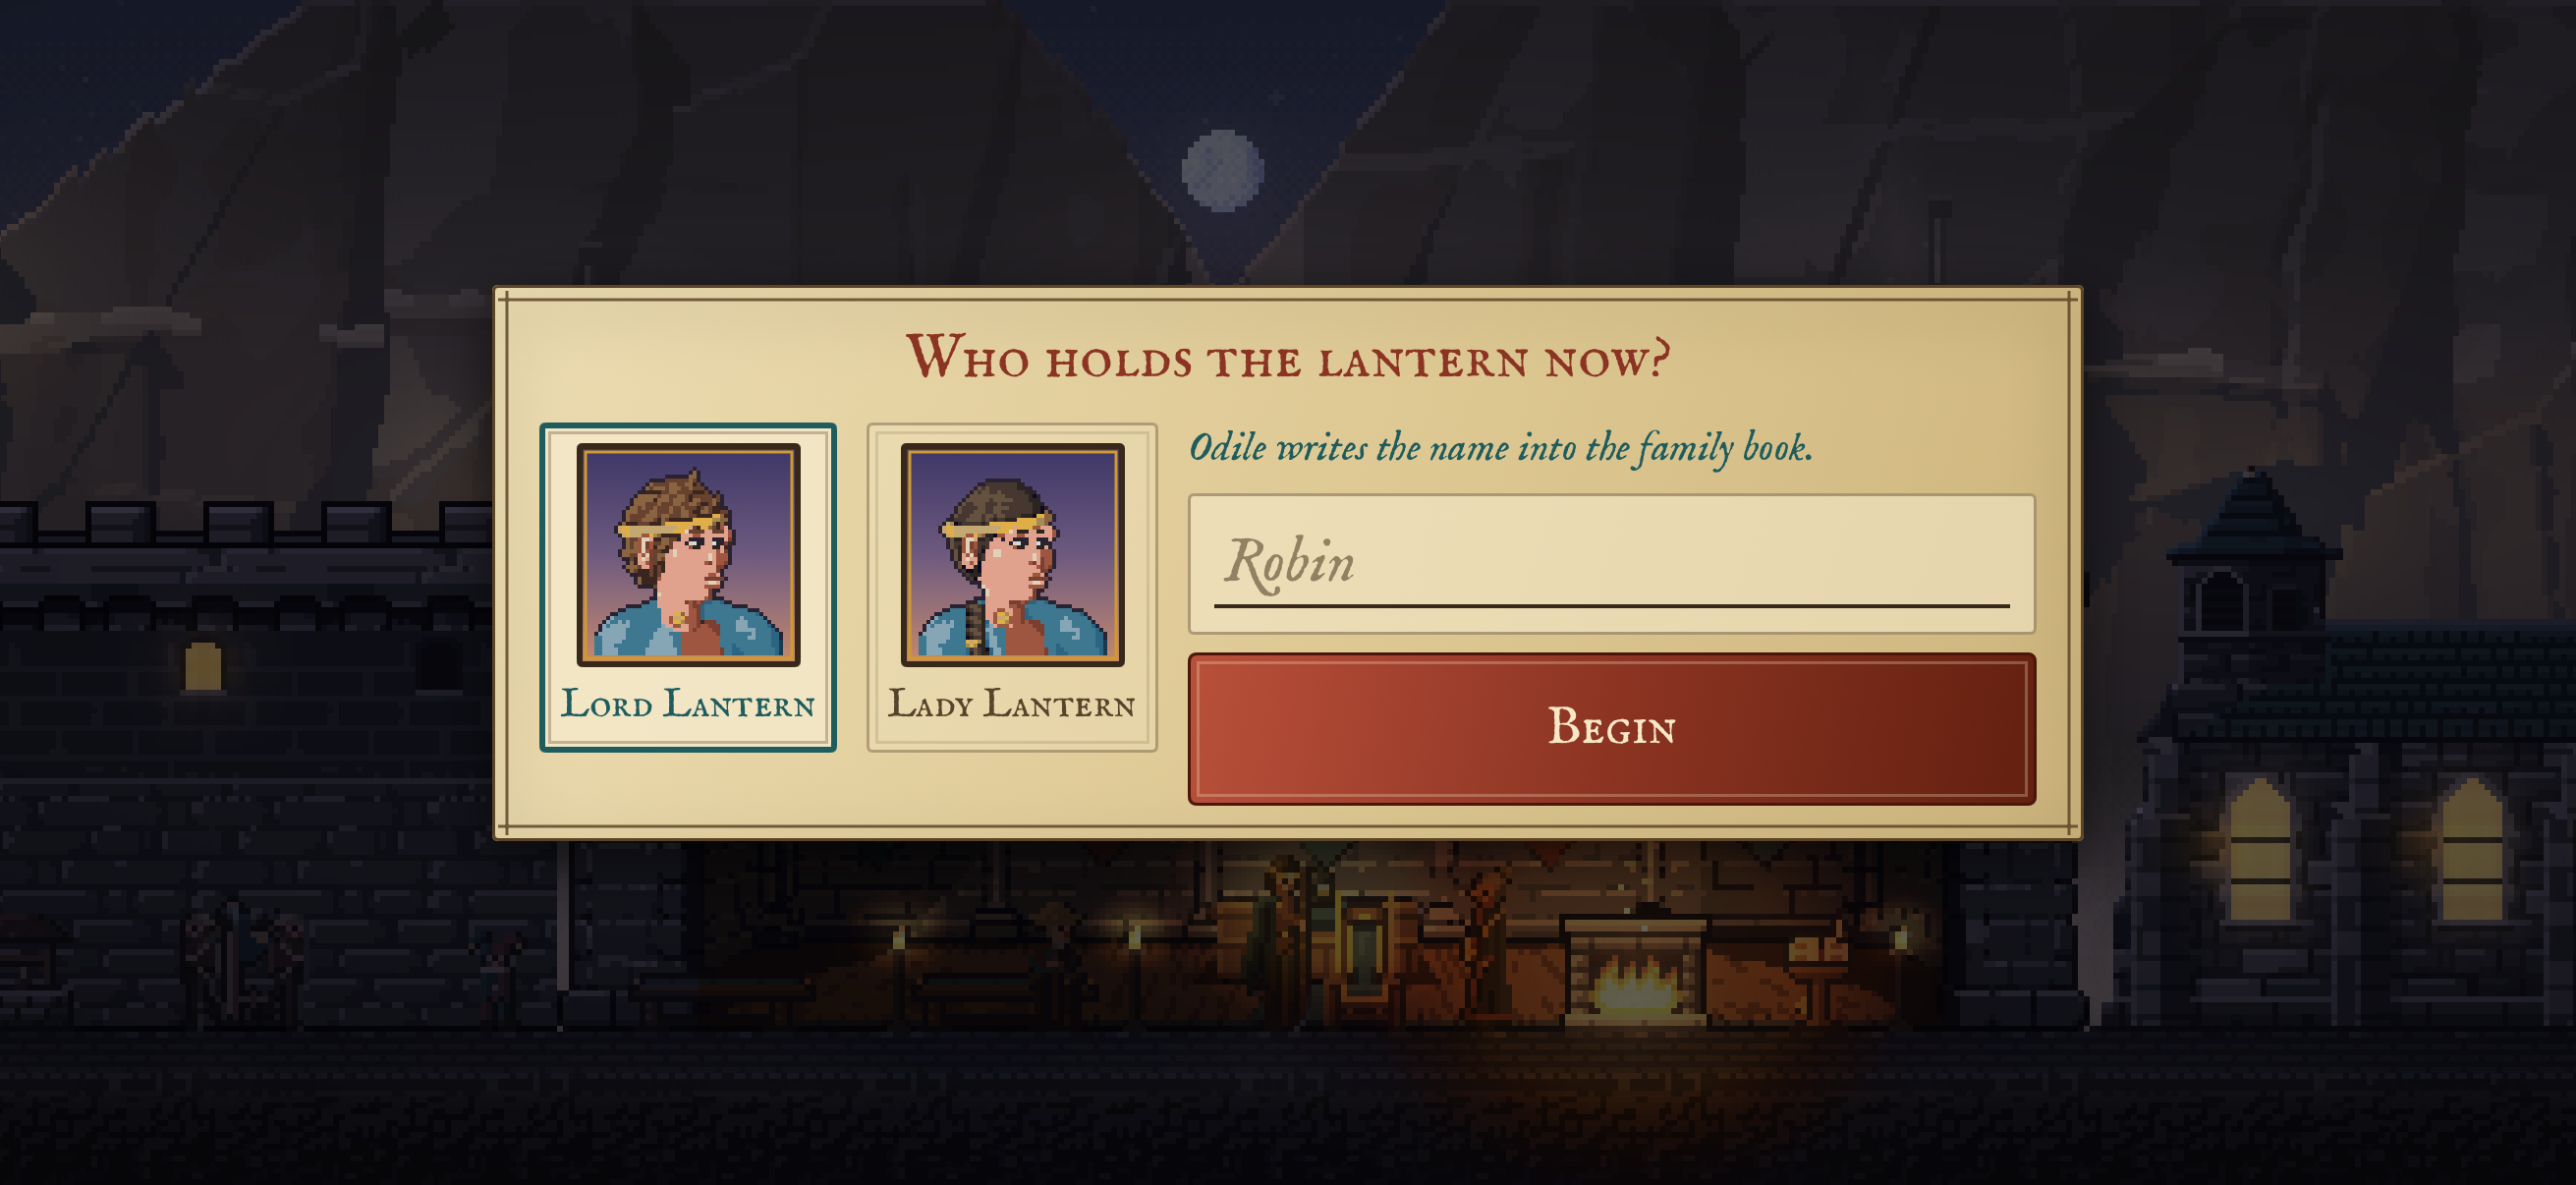 Who holds the lantern now?
Odile writes the name into the family book.
Robin
Lord Lantern
Lady Lantern
Begin